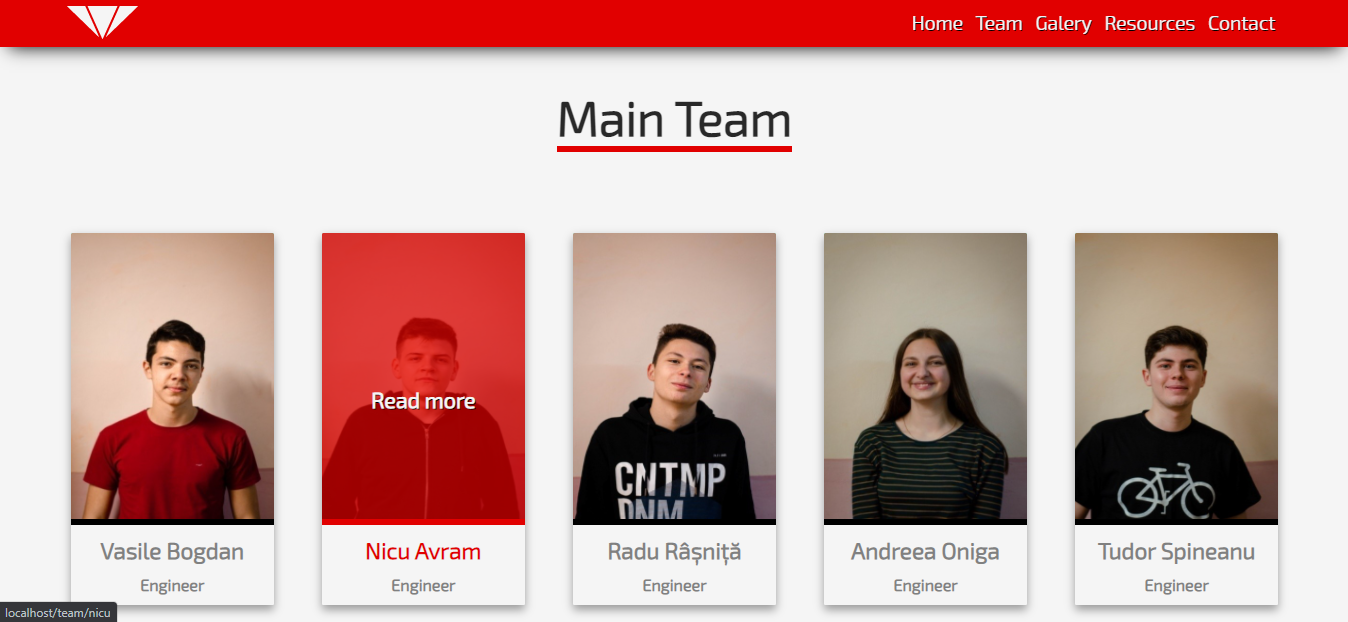 Home Team Galery Resources Contact
Main Team
Read more
CNTMP
DNM
Vasile Bogdan
Engineer
Nicu Avram
Engineer
Radu Râșniță
Engineer
Andreea Oniga
Engineer
Tudor Spineanu
Engineer
localhost/team/nicu